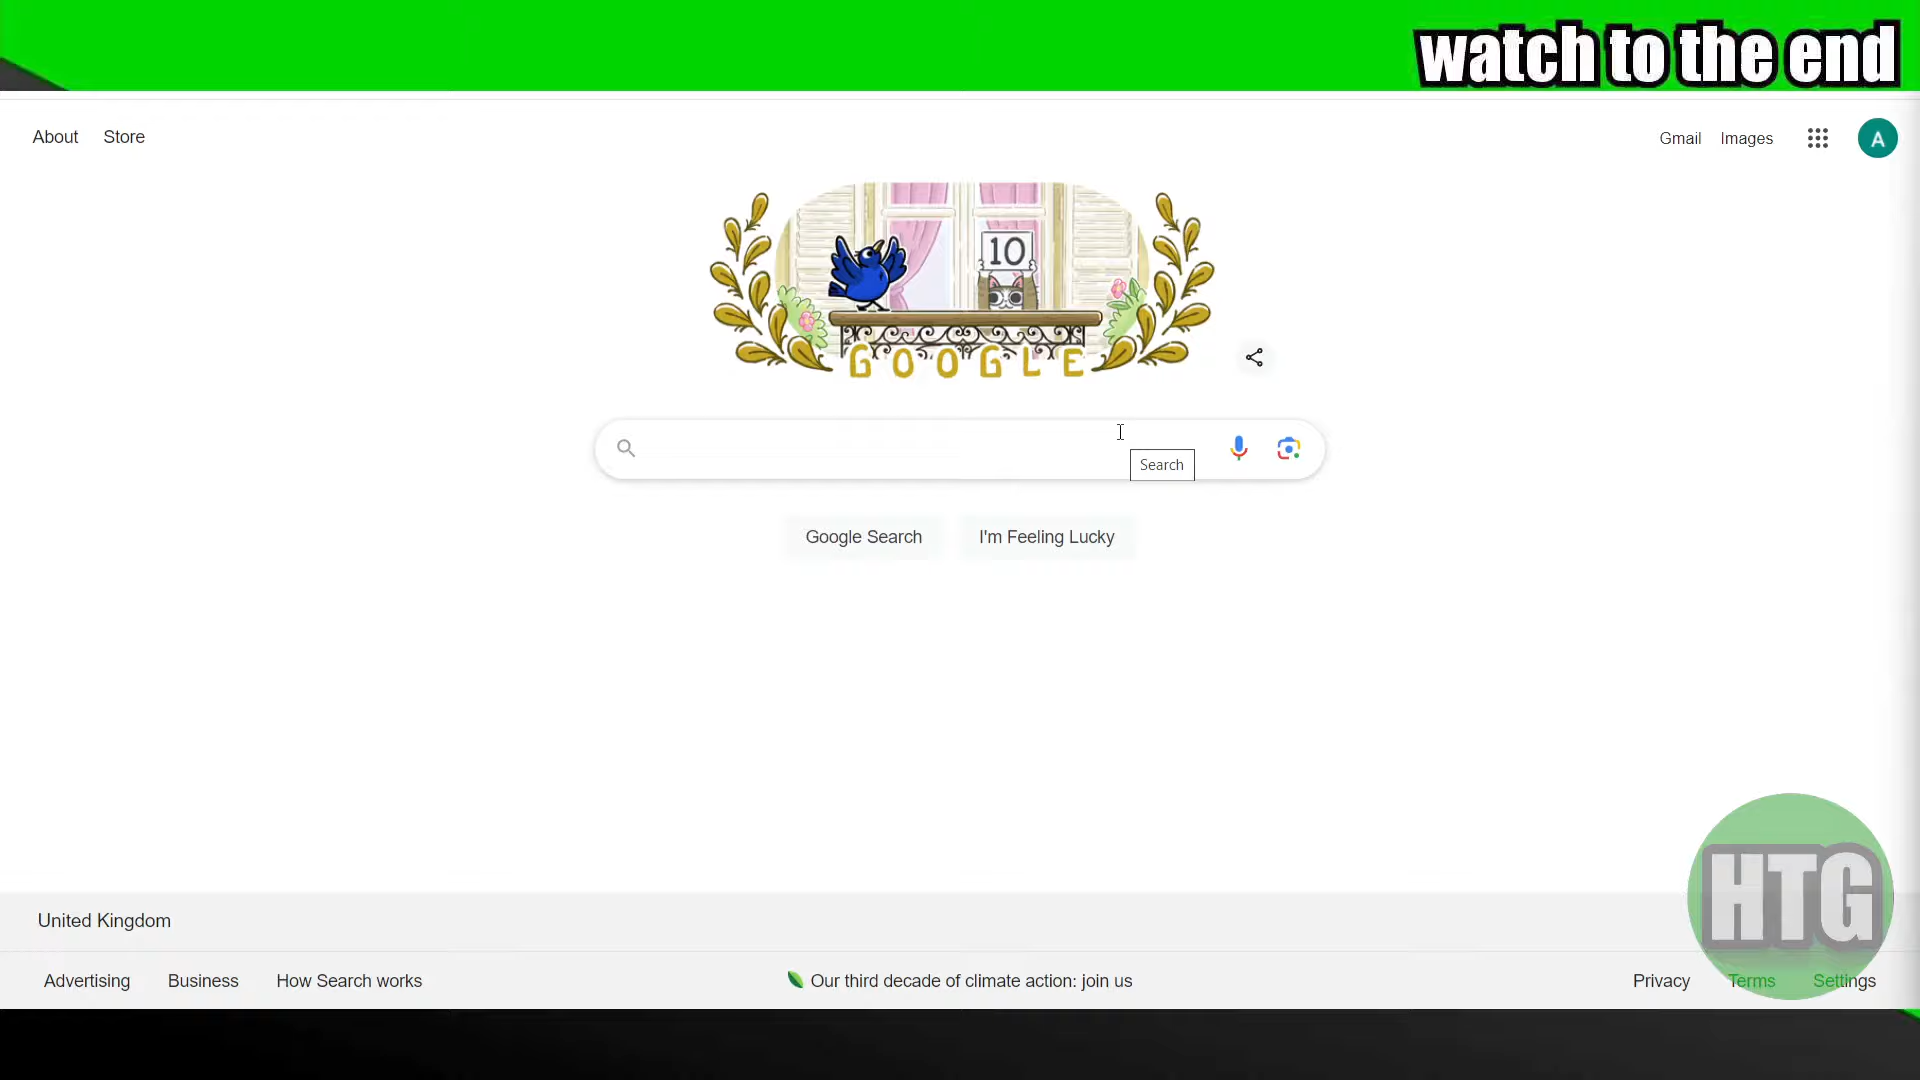 watch to the end
About Store
Gmail Images
A
10
GOOGLE
Search
Google Search I'm Feeling Lucky
HTG
United Kingdom
Advertising Business How Search works
Our third decade of climate action: join us
Privacy Terms Settings